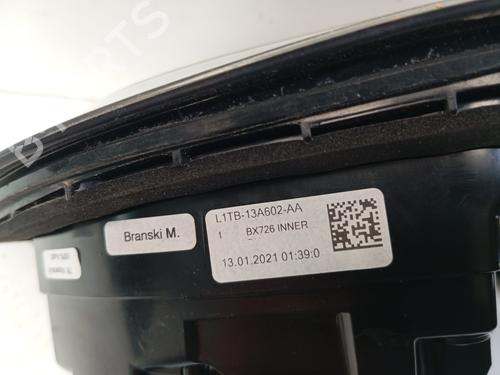 L1TB-13A602-AA
1 BX726 INNER
13.01.2021 01:39:0
Branski M.